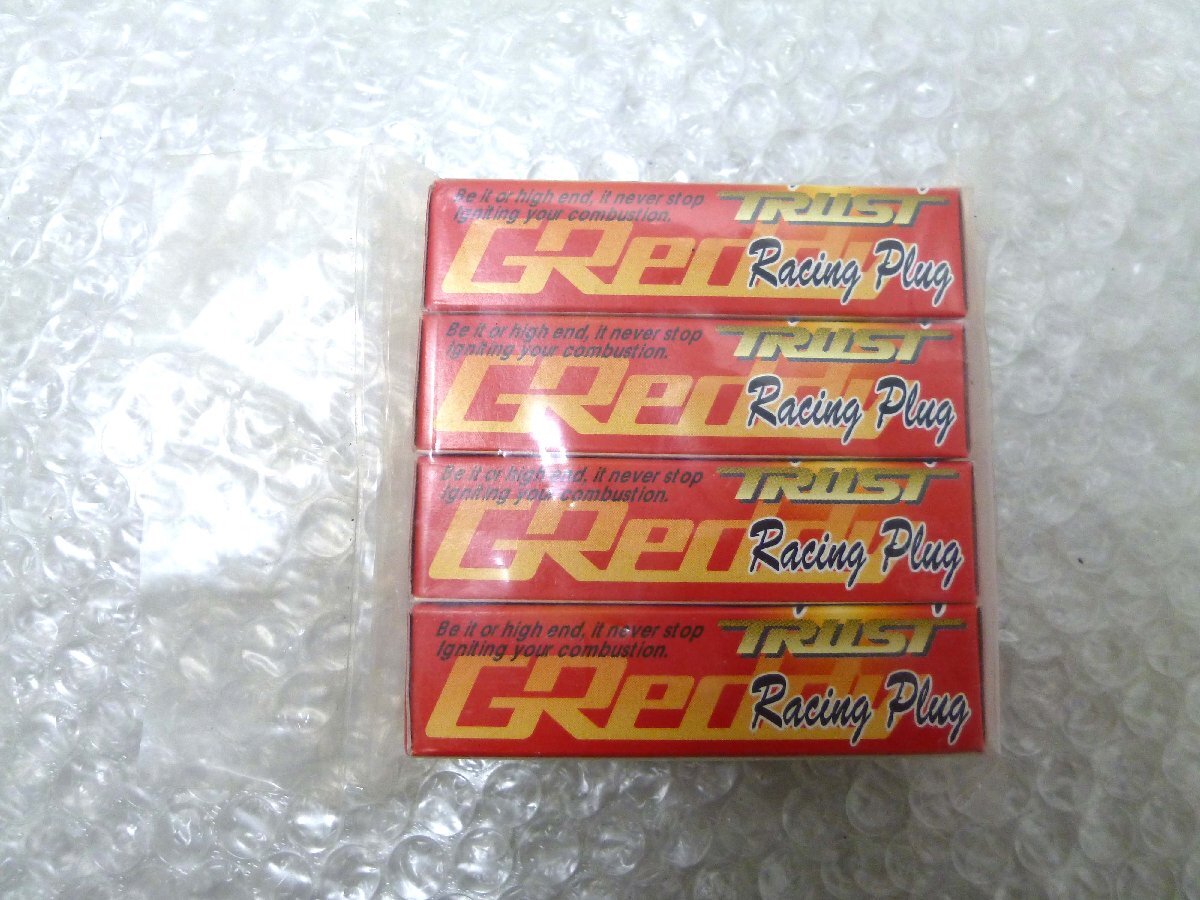 Be it or high end, it never stop
Igniting your combustion.
TRUST
GReddy
Racing Plug
Be it or high end, it never stop
Igniting your combustion.
TRUST
GReddy
Racing Plug
Be it or high end, it never stop
Igniting your combustion.
TRUST
GReddy
Racing Plug
Be it or high end, it never stop
Igniting your combustion.
TRUST
GReddy
Racing Plug